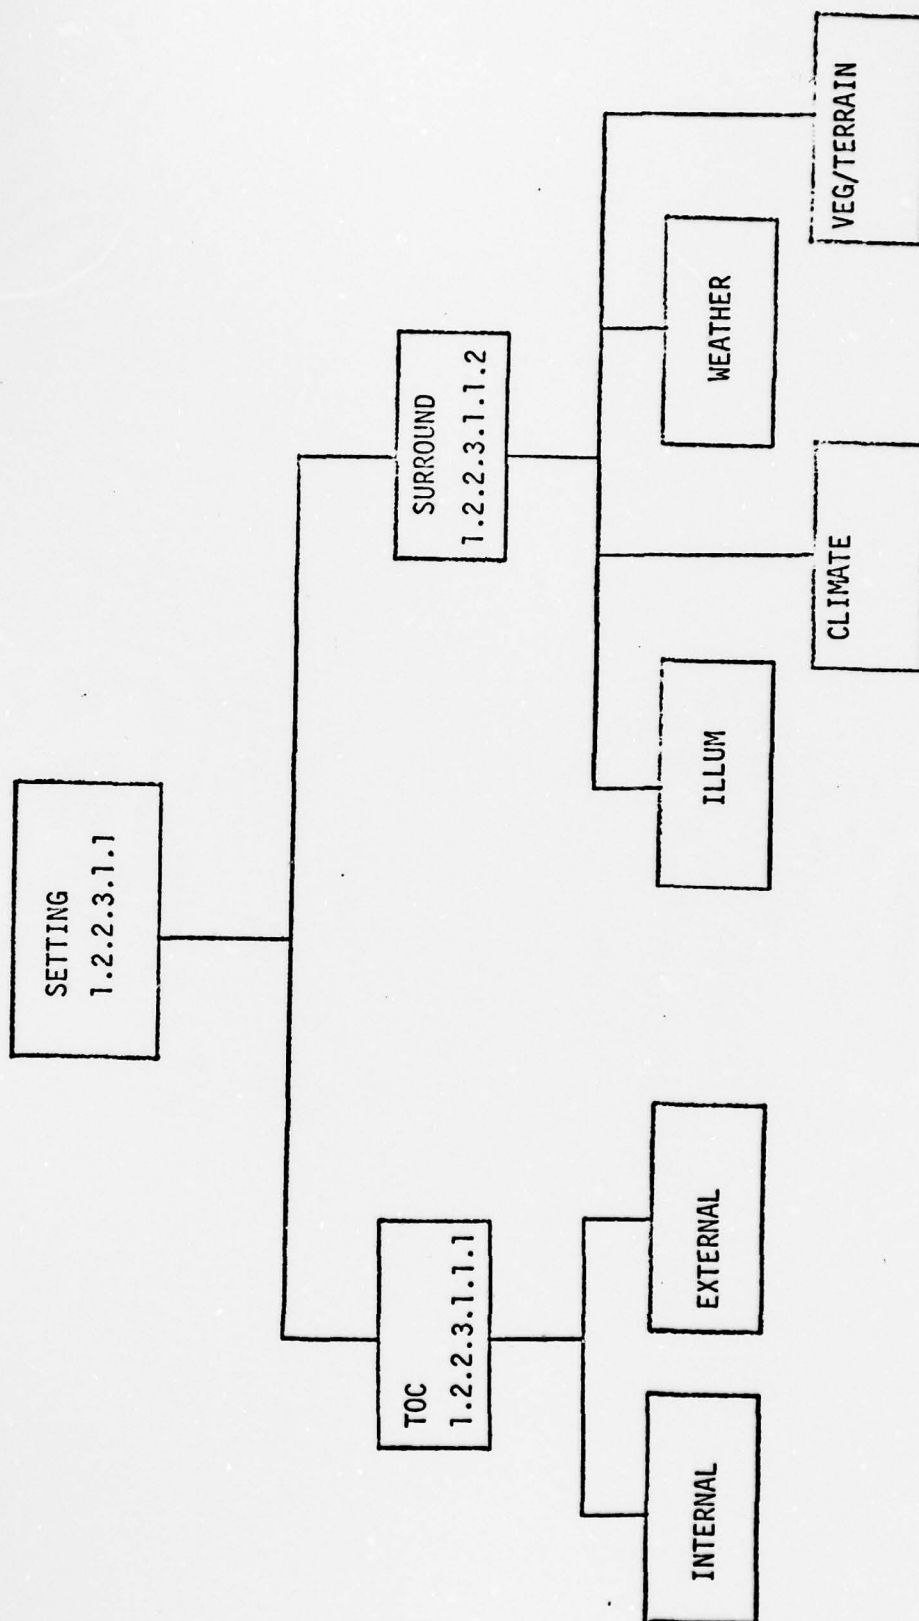 SETTING
1.2.2.3.1.1
TOC
1.2.2.3.1.1.1
SURROUND
1.2.2.3.1.1.2
INTERNAL
EXTERNAL
ILLUM
WEATHER
CLIMATE
VEG/TERRAIN